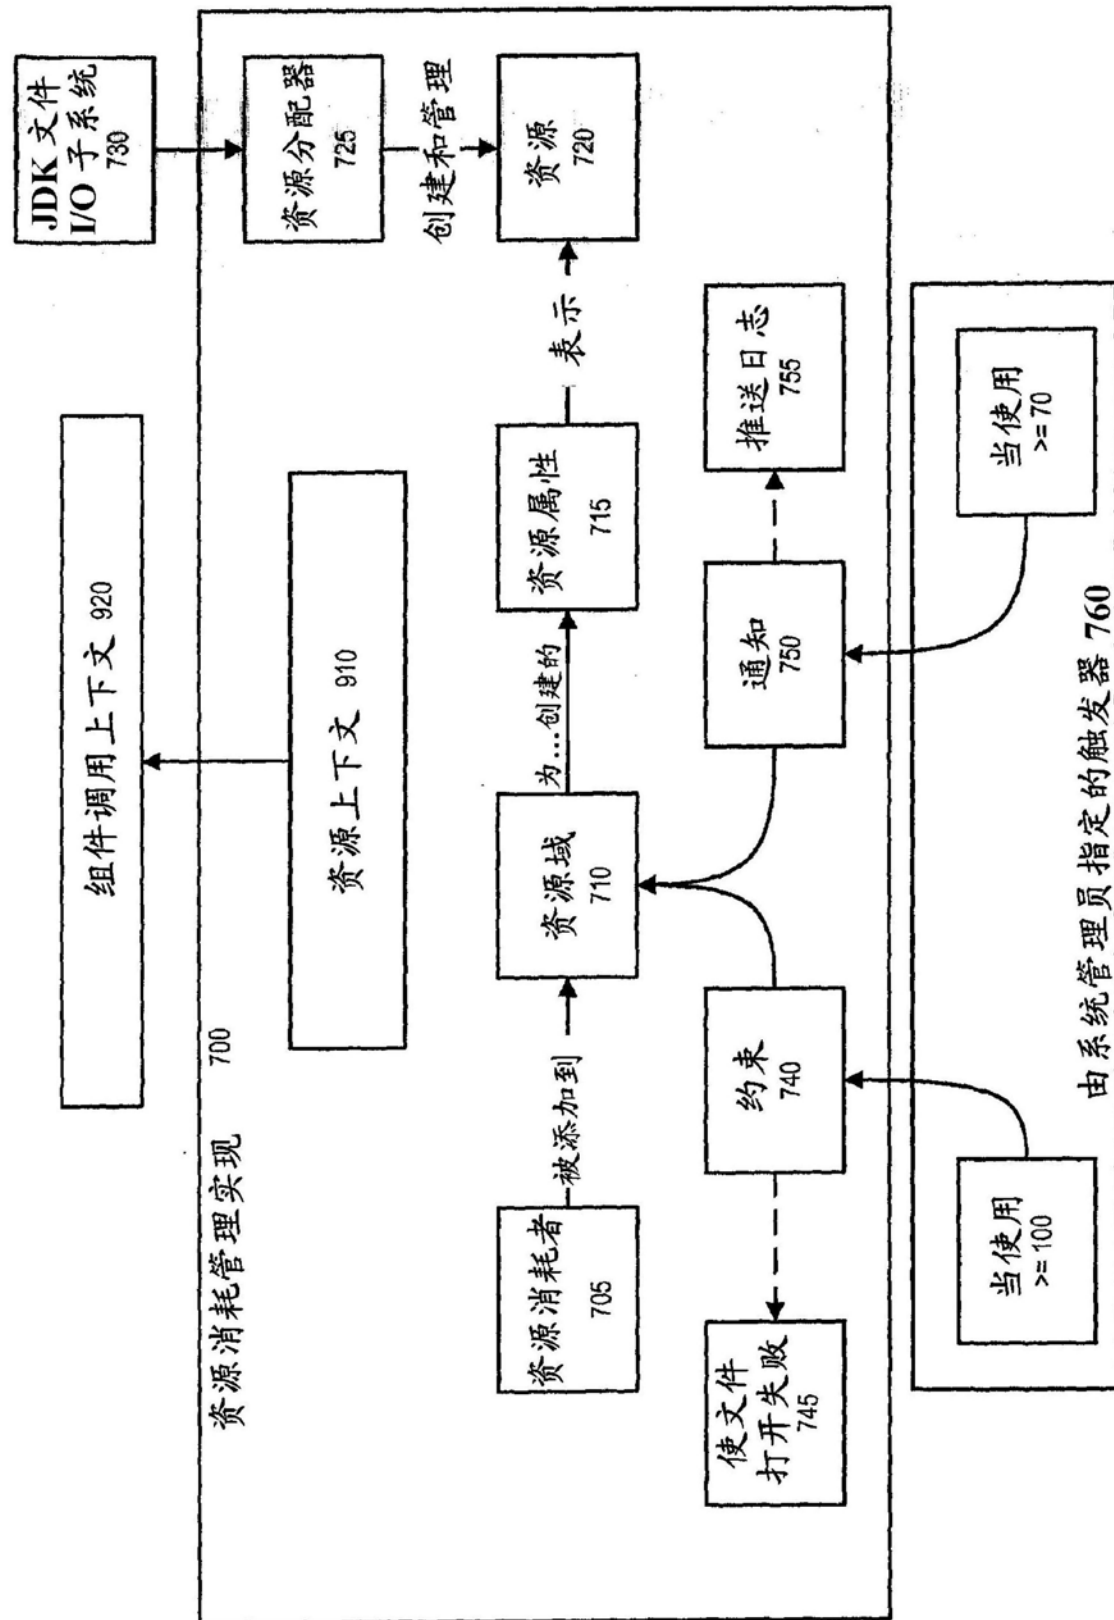 组件调用上下文 920
JDK 文件
I/O 子系统
730
资源消耗管理实现 700
资源上下文 910
资源分配器
725
创建和管理
资源消耗者
705
被添加到
资源域
710
为...创建的
资源属性
715
表示
资源
720
使文件
打开失败
745
约束
740
通知
750
推送日志
755
当使用
>= 100
当使用
>= 70
由系统管理员指定的触发器 760